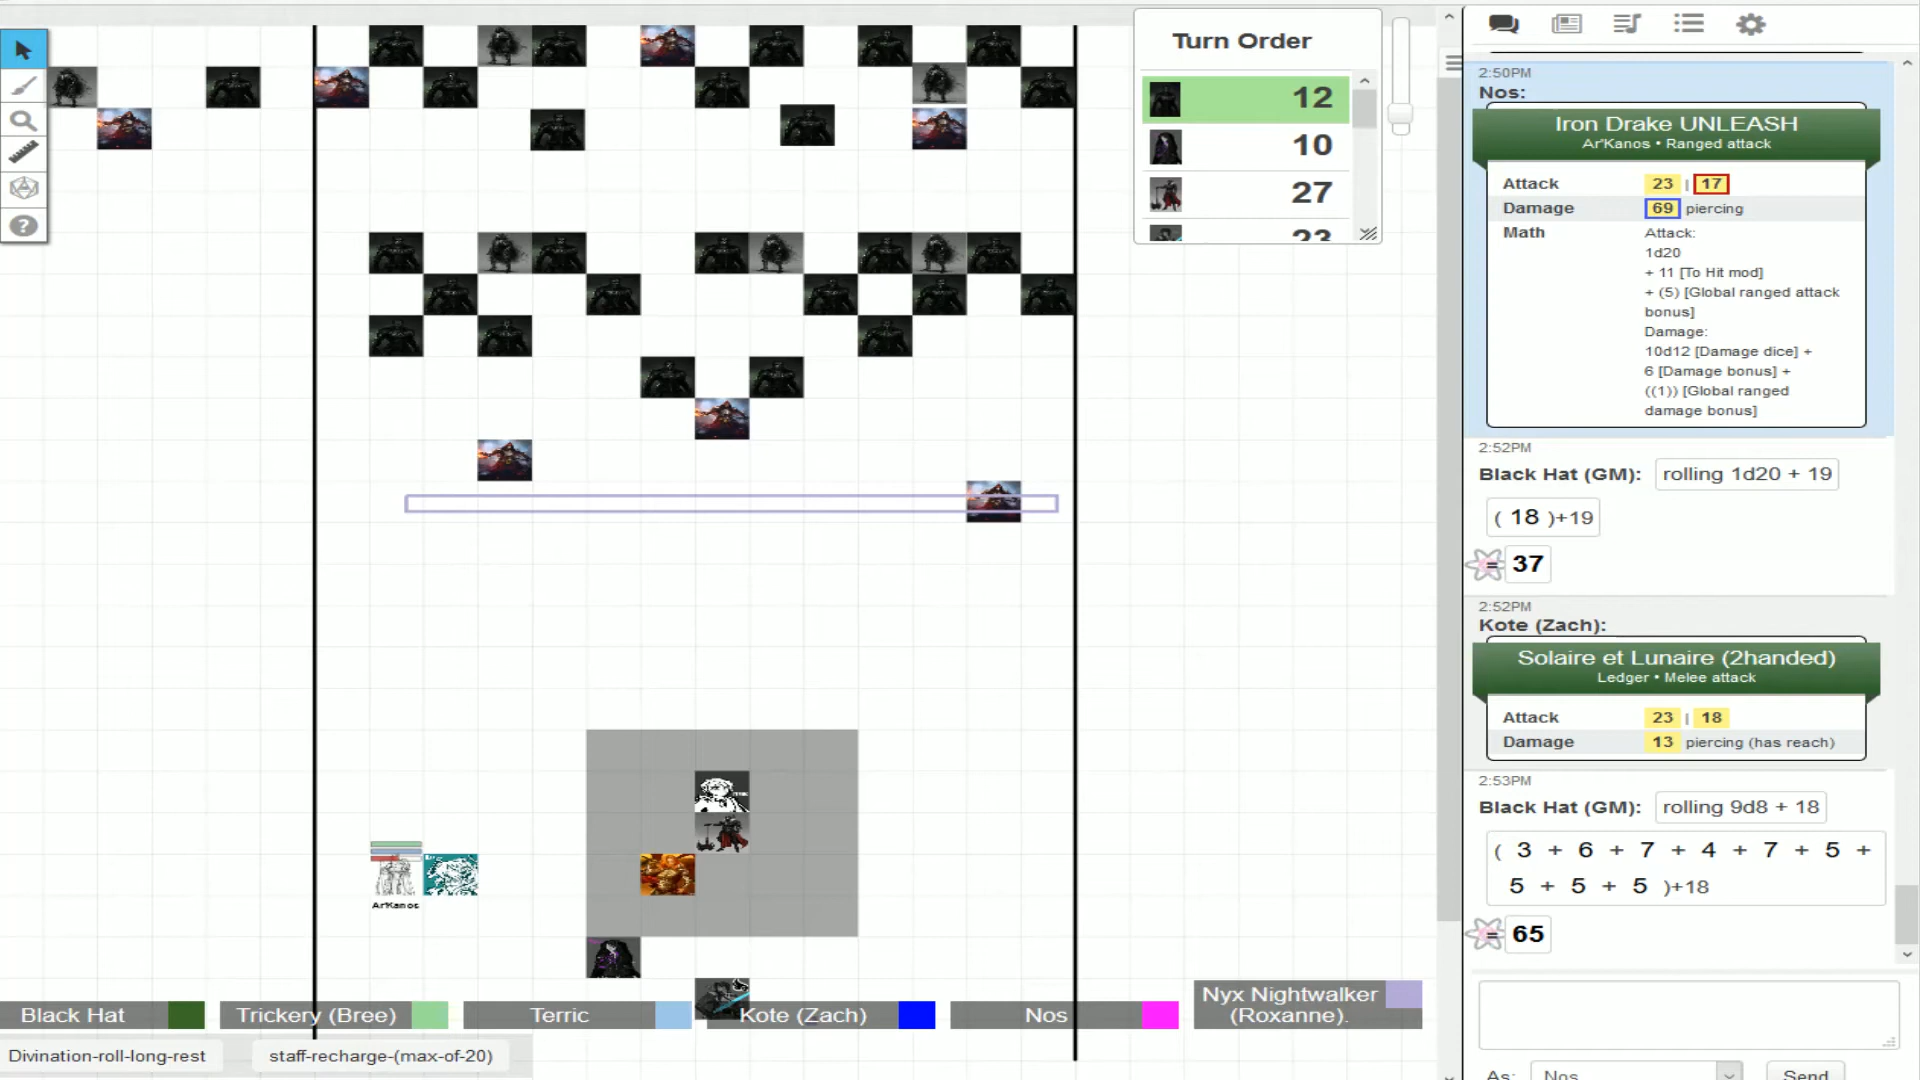 Turn Order
12
10
27
23
Ar'Kanos
Black Hat
Trickery (Bree)
Terric
Kote (Zach)
Nos
Nyx Nightwalker
(Roxanne).
Divination-roll-long-rest
staff-recharge-(max-of-20)
2:50PM
Nos:
Iron Drake UNLEASH
Ar'Kanos • Ranged attack
Attack 23 | 17
Damage 69 piercing
Math Attack:
1d20
+ 11 [To Hit mod]
+ (5) [Global ranged attack
bonus]
Damage:
10d12 [Damage dice] +
6 [Damage bonus] +
((1)) [Global ranged
damage bonus]
2:52PM
Black Hat (GM): rolling 1d20 + 19
( 18 )+19
= 37
2:52PM
Kote (Zach):
Solaire et Lunaire (2handed)
Ledger • Melee attack
Attack 23 | 18
Damage 13 piercing (has reach)
2:53PM
Black Hat (GM): rolling 9d8 + 18
( 3 + 6 + 7 + 4 + 7 + 5 +
5 + 5 + 5 )+18
= 65
As: Nos Send